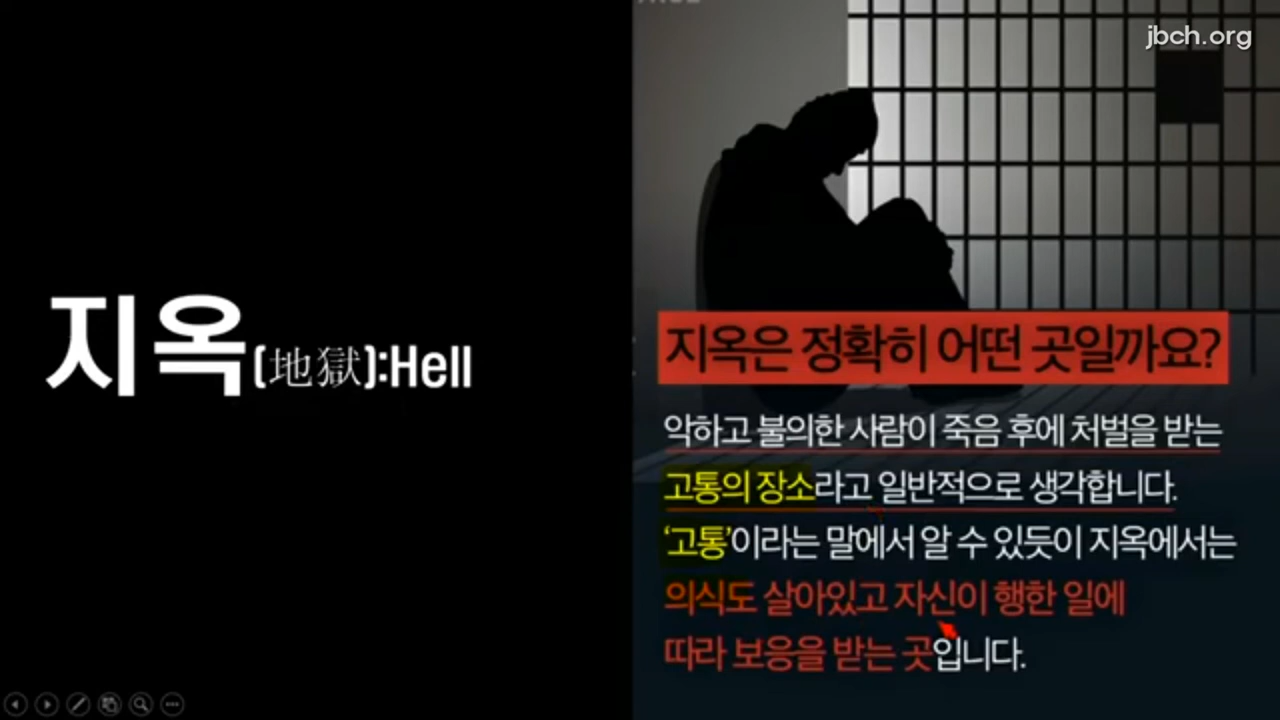 jbch.org
지옥(地獄):Hell
지옥은 정확히 어떤 곳일까요?
악하고 불의한 사람이 죽음 후에 처벌을 받는
고통의 장소라고 일반적으로 생각합니다.
‘고통’이라는 말에서 알 수 있듯이 지옥에서는
의식도 살아있고 자신이 행한 일에
따라 보응을 받는 곳입니다.